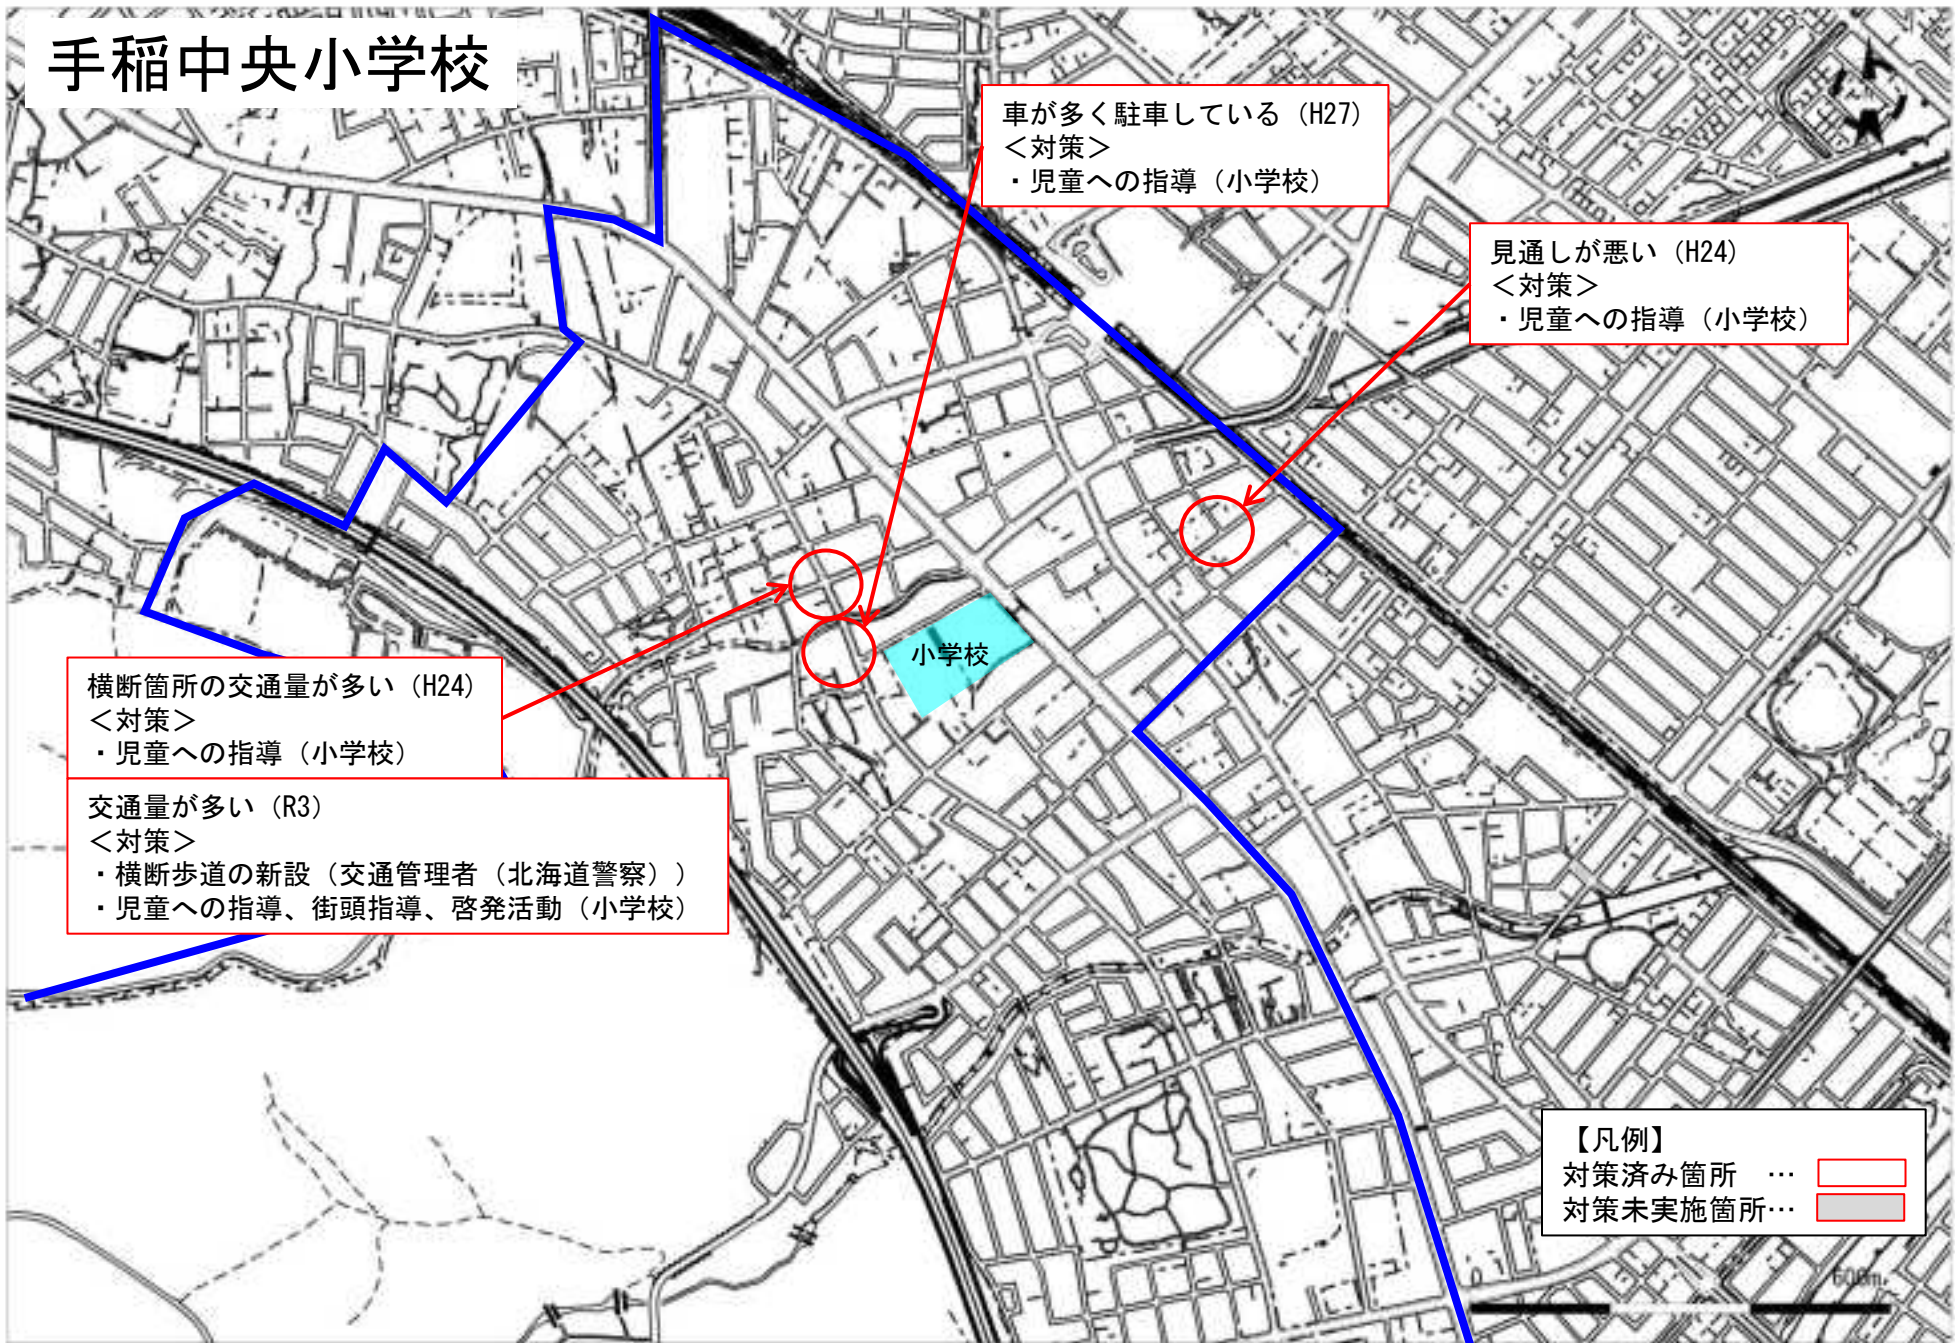 手稲中央小学校
車が多く駐車している（H27）
＜対策＞
・児童への指導（小学校）
見通しが悪い（H24）
＜対策＞
・児童への指導（小学校）
小学校
横断箇所の交通量が多い（H24）
＜対策＞
・児童への指導（小学校）
交通量が多い（R3）
＜対策＞
・横断歩道の新設（交通管理者（北海道警察））
・児童への指導、街頭指導、啓発活動（小学校）
【凡例】
対策済み箇所　…
対策未実施箇所…
0
600m